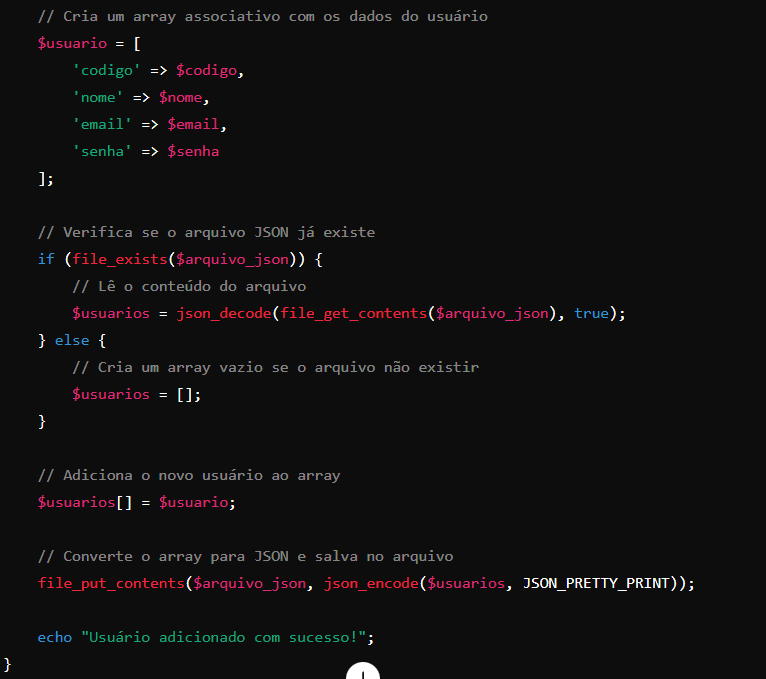 // Cria um array associativo com os dados do usuário
$usuario = [
'codigo' => $codigo,
'nome' => $nome,
'email' => $email,
'senha' => $senha
];
// Verifica se o arquivo JSON já existe
if (file_exists($arquivo_json)) {
// Lê o conteúdo do arquivo
$usuarios = json_decode(file_get_contents($arquivo_json), true);
} else {
// Cria um array vazio se o arquivo não existir
$usuarios = [];
}
// Adiciona o novo usuário ao array
$usuarios[] = $usuario;
// Converte o array para JSON e salva no arquivo
file_put_contents($arquivo_json, json_encode($usuarios, JSON_PRETTY_PRINT));
echo "Usuário adicionado com sucesso!";
}